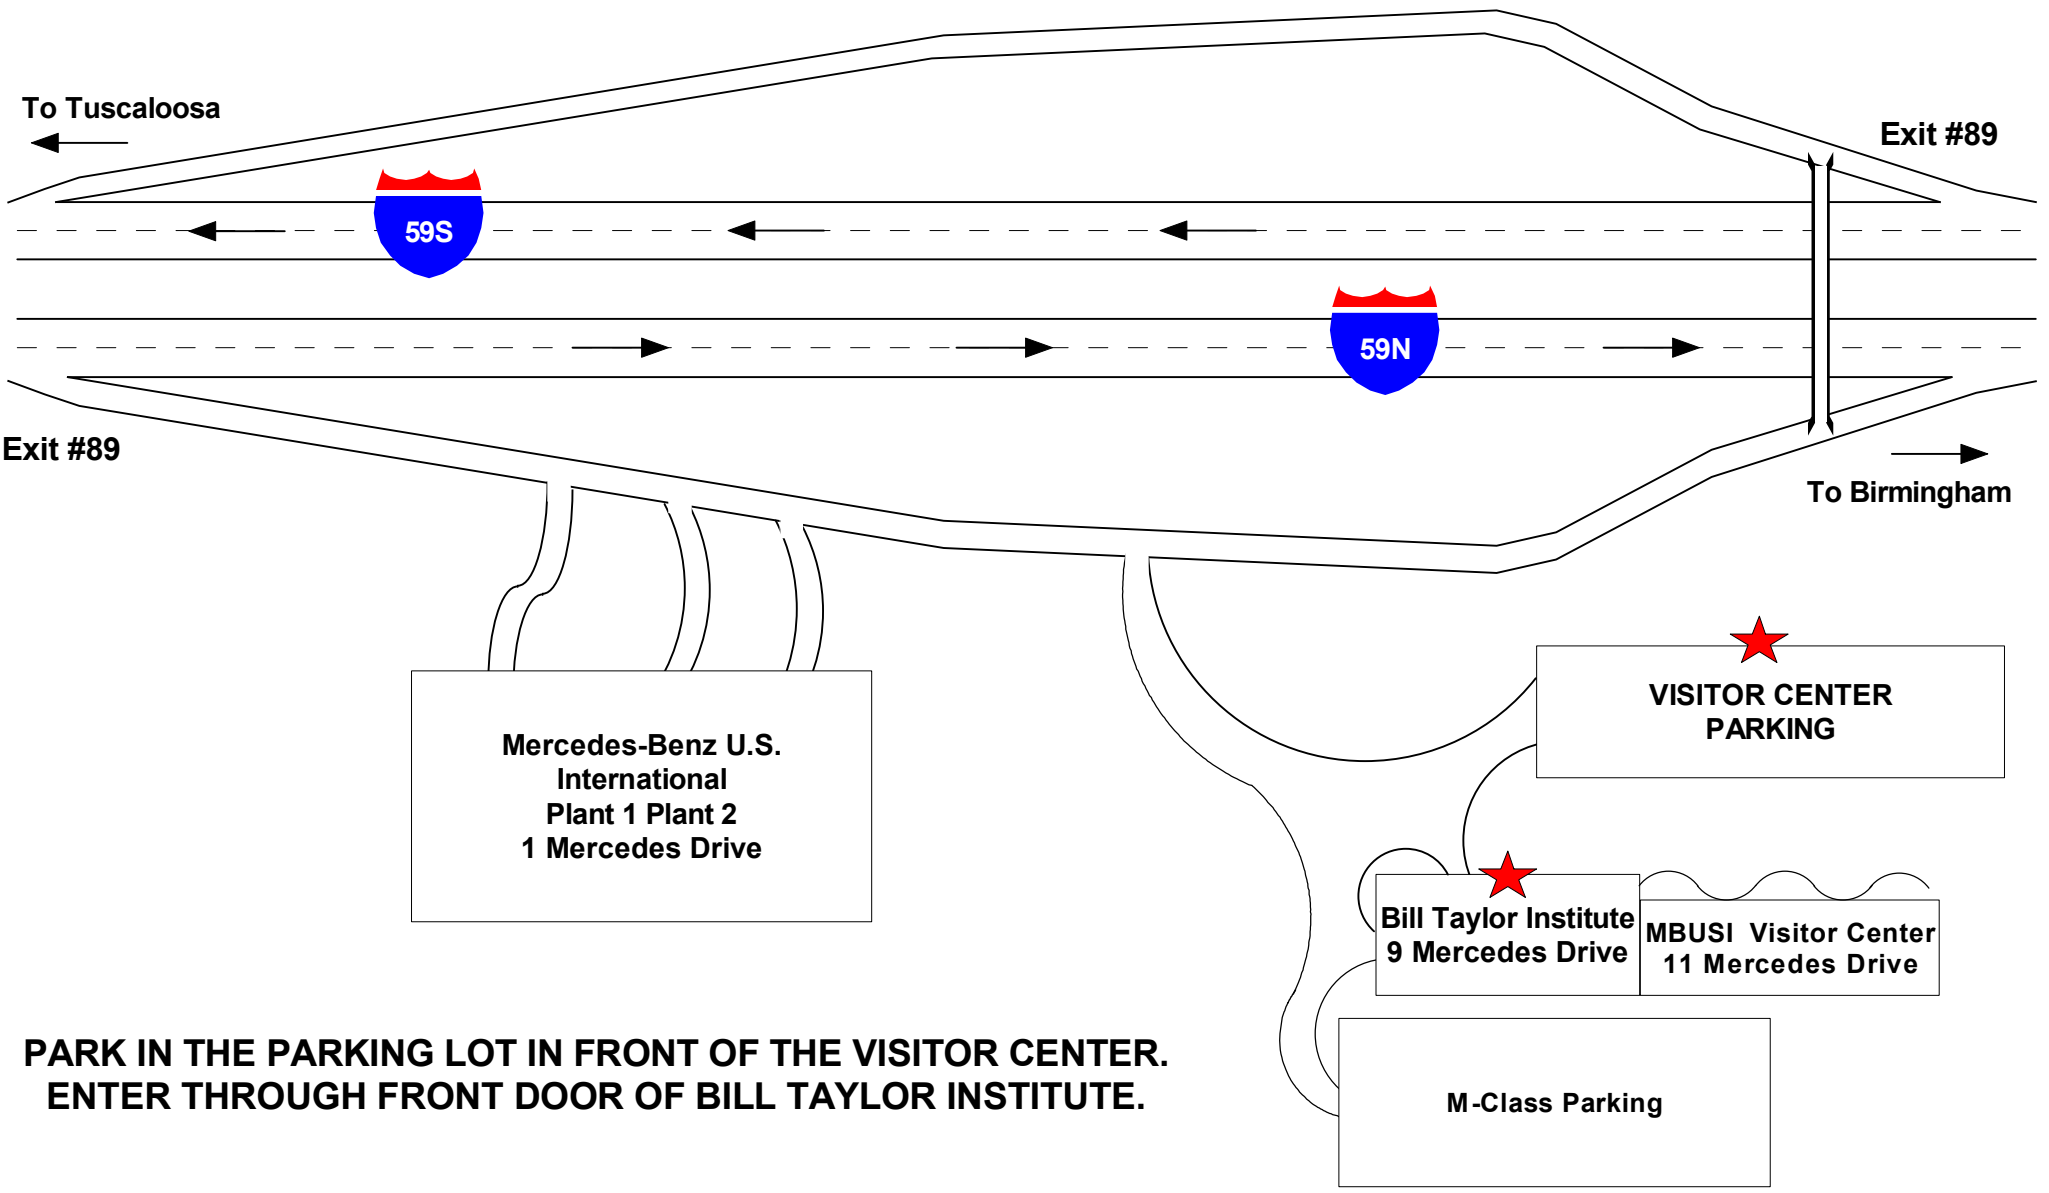 To Tuscaloosa
Exit #89
59S
59N
Exit #89
To Birmingham
VISITOR CENTER
PARKING
Mercedes-Benz U.S.
International
Plant 1 Plant 2
1 Mercedes Drive
Bill Taylor Institute
9 Mercedes Drive
MBUSI Visitor Center
11 Mercedes Drive
PARK IN THE PARKING LOT IN FRONT OF THE VISITOR CENTER.
ENTER THROUGH FRONT DOOR OF BILL TAYLOR INSTITUTE.
M-Class Parking